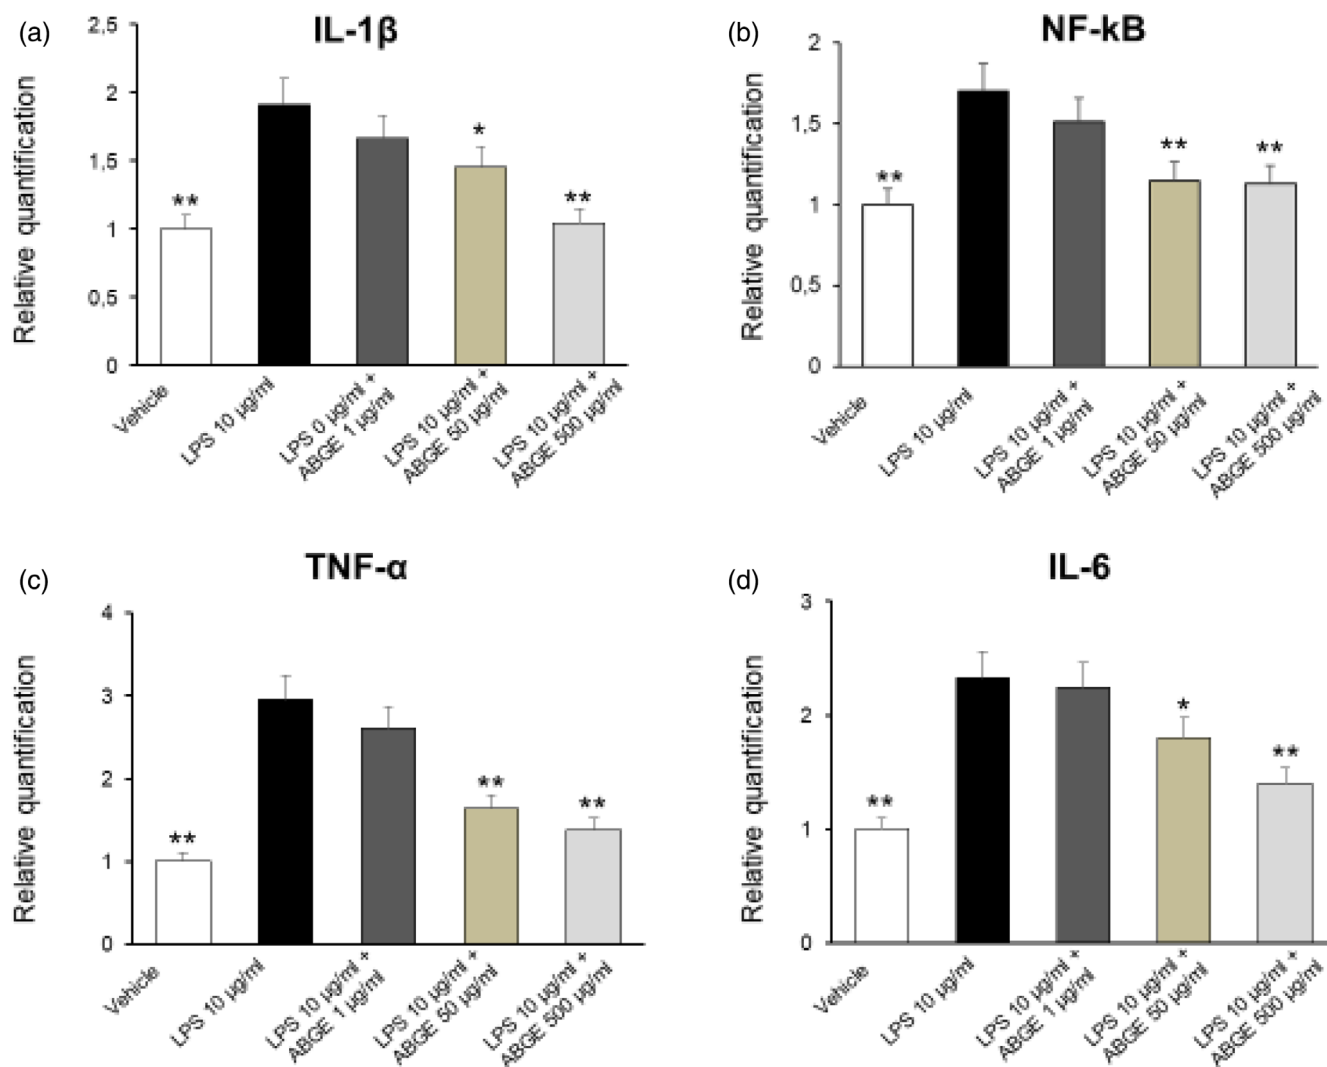 (a)
IL-1β
Relative quantification
2,5
2
1,5
1
0,5
0
**
*
**
Vehicle
LPS 10 µg/ml
LPS 0 µg/ml +
ABGE 1 µg/ml
LPS 10 µg/ml +
ABGE 50 µg/ml
LPS 10 µg/ml +
ABGE 500 µg/ml
(b)
NF-kB
Relative quantification
2
1,5
1
0,5
0
**
**
**
Vehicle
LPS 10 µg/ml
LPS 10 µg/ml +
ABGE 1 µg/ml
LPS 10 µg/ml +
ABGE 50 µg/ml
LPS 10 µg/ml +
ABGE 500 µg/ml
(c)
TNF-α
Relative quantification
4
3
2
1
0
**
**
**
Vehicle
LPS 10 µg/ml
LPS 10 µg/ml +
ABGE 1 µg/ml
LPS 10 µg/ml +
ABGE 50 µg/ml
LPS 10 µg/ml +
ABGE 500 µg/ml
(d)
IL-6
Relative quantification
3
2
1
0
**
*
**
Vehicle
LPS 10 µg/ml
LPS 10 µg/ml +
ABGE 1 µg/ml
LPS 10 µg/ml +
ABGE 50 µg/ml
LPS 10 µg/ml +
ABGE 500 µg/ml